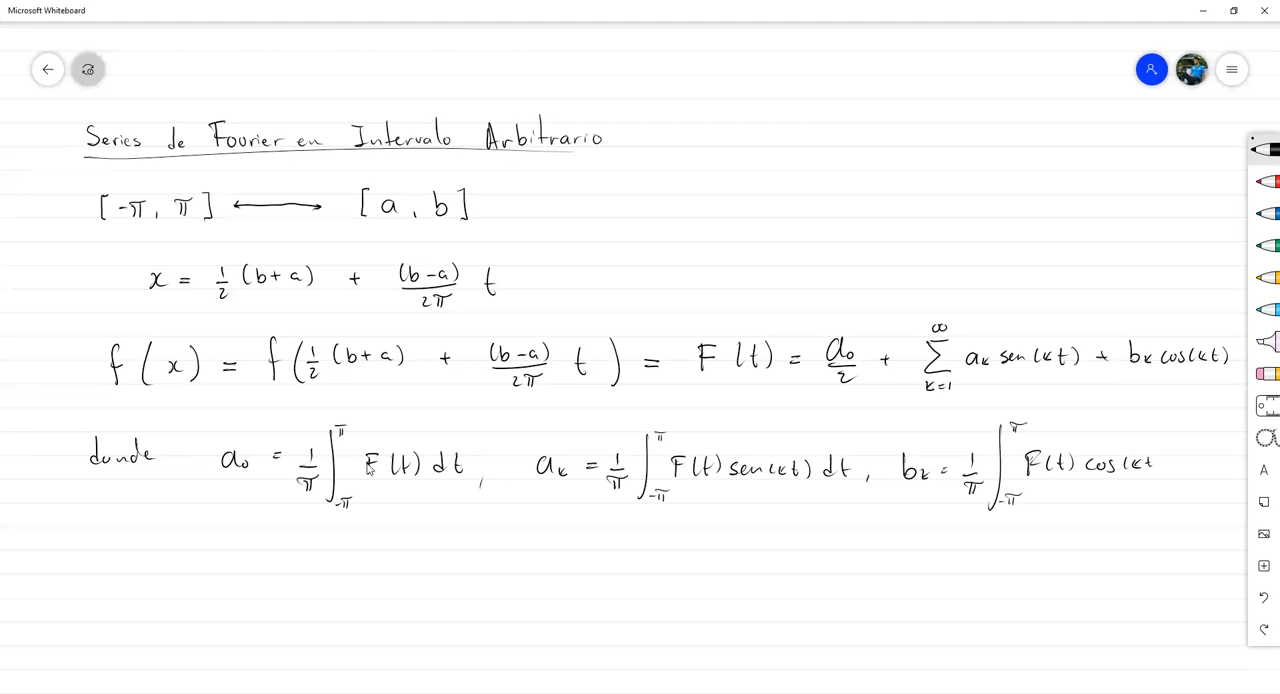 Microsoft Whiteboard
Series de Fourier en Intervalo Arbitrario
[-π, π] ⟷ [a, b]
x = 1/2 (b+a) + (b-a)/2π t
f(x) = f(1/2 (b+a) + (b-a)/2π t) = F(t) = a₀/2 + ∑_{k=1}^{∞} aₖ sen(kt) + bₖ cos(kt)
donde a₀ = 1/π ∫_{-π}^{π} F(t) dt, aₖ = 1/π ∫_{-π}^{π} F(t) sen(kt) dt, bₖ = 1/π ∫_{-π}^{π} F(t) cos(kt
A